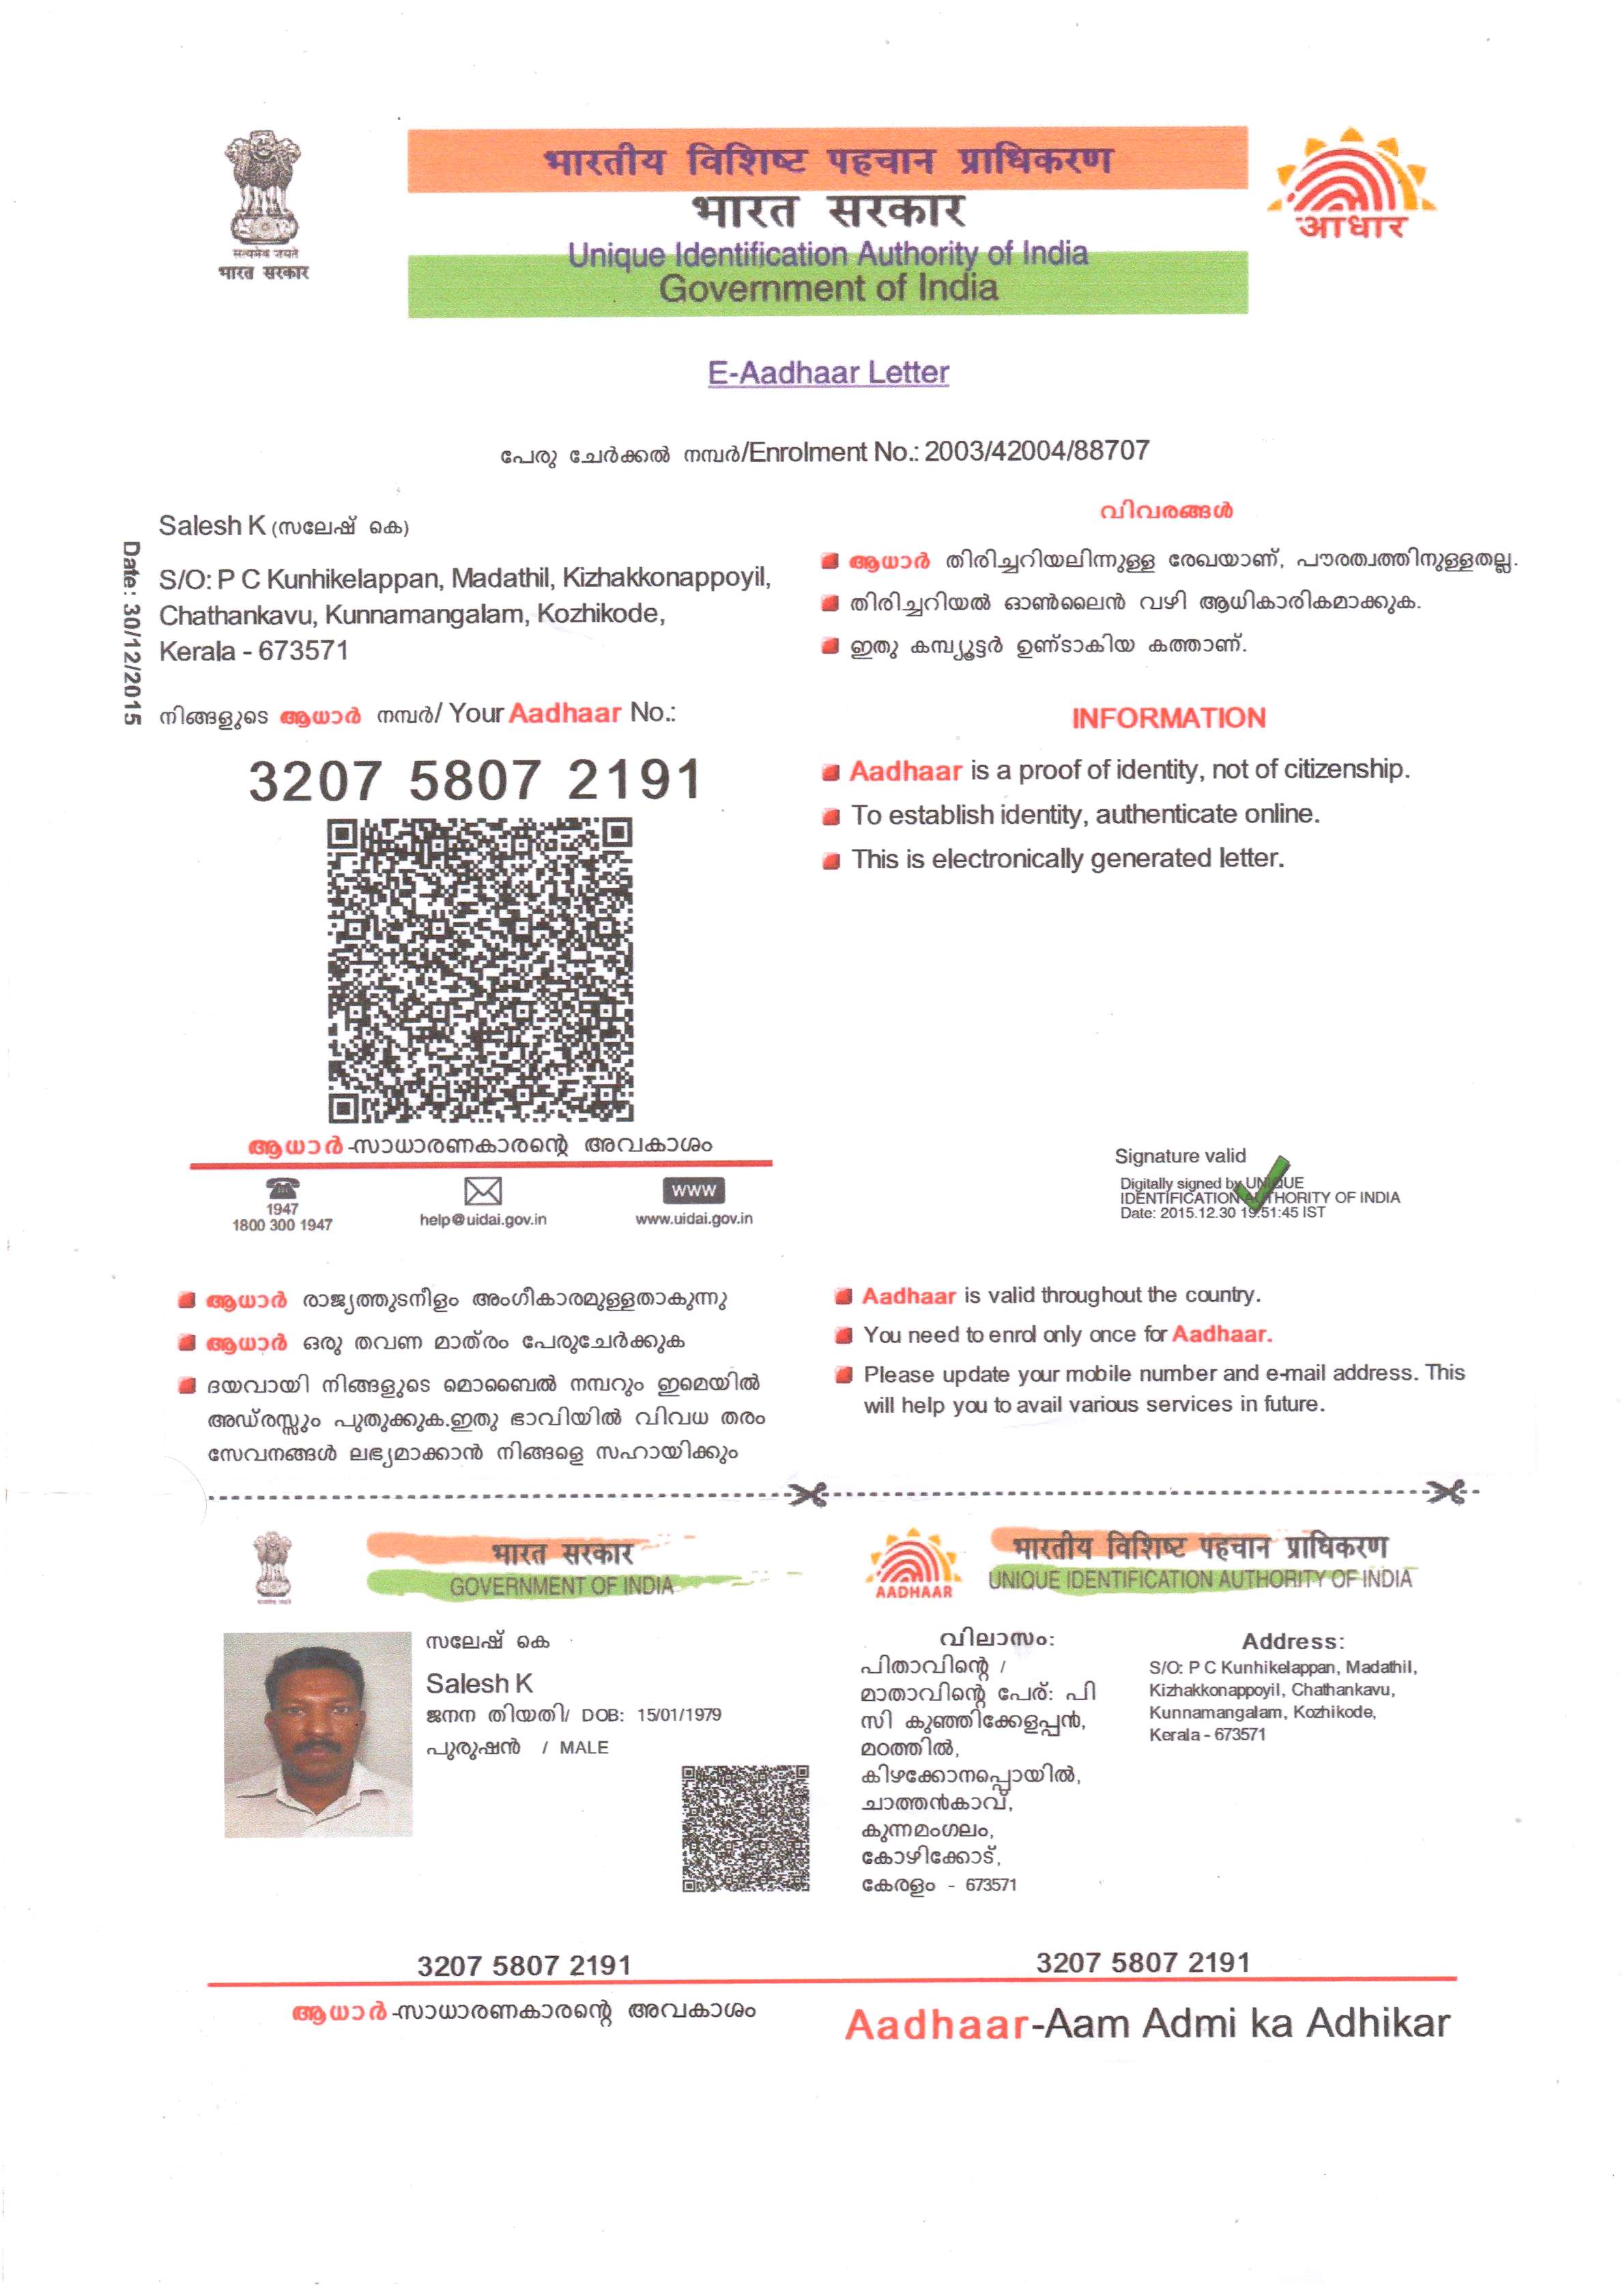 सत्यमेव जयते
भारत सरकार
भारतीय विशिष्ट पहचान प्राधिकरण
भारत सरकार
Unique Identification Authority of India
Government of India
आधार
E-Aadhaar Letter
പേരു ചേർക്കൽ നമ്പർ/Enrolment No.: 2003/42004/88707
Date: 30/12/2015
Salesh K (സലേഷ് കെ)
S/O: P C Kunhikelappan, Madathil, Kizhakkonappoyil,
Chathankavu, Kunnamangalam, Kozhikode,
Kerala - 673571
നിങ്ങളുടെ ആധാർ നമ്പർ/ Your Aadhaar No.:
3207 5807 2191
ആധാർ-സാധാരണകാരന്റെ അവകാശം
1947
1800 300 1947
help@uidai.gov.in
www
www.uidai.gov.in
വിവരങ്ങൾ
ആധാർ തിരിച്ചറിയലിന്നുള്ള രേഖയാണ്, പൗരത്വത്തിനുള്ളതല്ല.
തിരിച്ചറിയൽ ഓൺലൈൻ വഴി ആധികാരികമാക്കുക.
ഇതു കമ്പ്യൂട്ടർ ഉണ്ടാകിയ കത്താണ്.
INFORMATION
Aadhaar is a proof of identity, not of citizenship.
To establish identity, authenticate online.
This is electronically generated letter.
Signature valid
Digitally signed by UNIQUE
IDENTIFICATION AUTHORITY OF INDIA
Date: 2015.12.30 19:51:45 IST
ആധാർ രാജ്യത്തുടനീളം അംഗീകാരമുള്ളതാകുന്നു
ആധാർ ഒരു തവണ മാത്രം പേരുചേർക്കുക
ദയവായി നിങ്ങളുടെ മൊബൈൽ നമ്പറും ഇമെയിൽ
അഡ്രസ്സും പുതുക്കുക.ഇതു ഭാവിയിൽ വിവധ തരം
സേവനങ്ങൾ ലഭ്യമാക്കാൻ നിങ്ങളെ സഹായിക്കും
Aadhaar is valid throughout the country.
You need to enrol only once for Aadhaar.
Please update your mobile number and e-mail address. This
will help you to avail various services in future.
भारत सरकार
GOVERNMENT OF INDIA
സലേഷ് കെ
Salesh K
ജനന തിയതി/ DOB: 15/01/1979
പുരുഷൻ / MALE
3207 5807 2191
ആധാർ-സാധാരണകാരന്റെ അവകാശം
AADHAAR
भारतीय विशिष्ट पहचान प्राधिकरण
UNIQUE IDENTIFICATION AUTHORITY OF INDIA
വിലാസം:
പിതാവിന്റെ /
മാതാവിന്റെ പേര്: പി
സി കുഞ്ഞിക്കേളപ്പൻ,
മഠത്തിൽ,
കിഴക്കോനപ്പൊയിൽ,
ചാത്തൻകാവ്,
കുന്നമംഗലം,
കോഴിക്കോട്,
കേരളം - 673571
Address:
S/O: P C Kunhikelappan, Madathil,
Kizhakkonappoyil, Chathankavu,
Kunnamangalam, Kozhikode,
Kerala - 673571
3207 5807 2191
Aadhaar-Aam Admi ka Adhikar